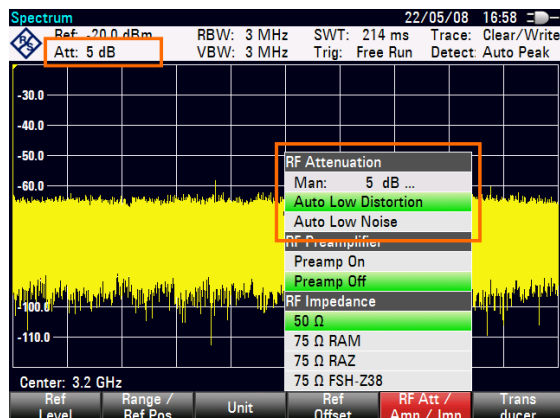 Spectrum 22/05/08 16:58
Ref: -20.0 dBm RBW: 3 MHz SWT: 214 ms Trace: Clear/Write
Att: 5 dB VBW: 3 MHz Trig: Free Run Detect: Auto Peak
-30.0
-40.0
-50.0
-60.0
RF Attenuation
Man: 5 dB ...
Auto Low Distortion
Auto Low Noise
RF Preamplifier
Preamp On
Preamp Off
RF Impedance
50 Ω
75 Ω RAM
75 Ω RAZ
75 Ω FSH-Z38
-100.0
-110.0
Center: 3.2 GHz
Ref Level
Range / Ref Pos
Unit
Ref Offset
RF Att / Amp / Imp
Trans ducer